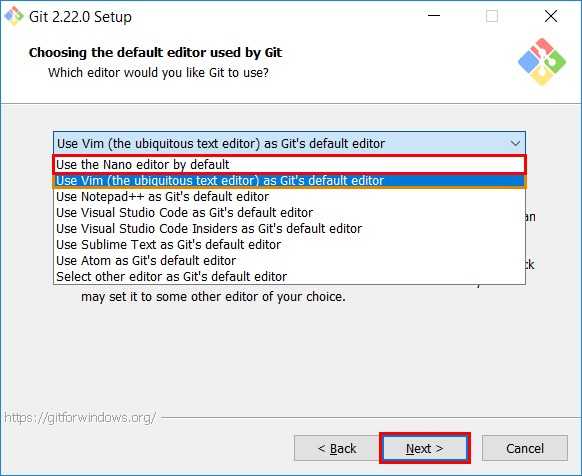 Git 2.22.0 Setup
Choosing the default editor used by Git
Which editor would you like Git to use?
Use Vim (the ubiquitous text editor) as Git's default editor
Use the Nano editor by default
Use Vim (the ubiquitous text editor) as Git's default editor
Use Notepad++ as Git's default editor
Use Visual Studio Code as Git's default editor
Use Visual Studio Code Insiders as Git's default editor
Use Sublime Text as Git's default editor
Use Atom as Git's default editor
Select other editor as Git's default editor
may set it to some other editor of your choice.
https://gitforwindows.org/
< Back
Next >
Cancel